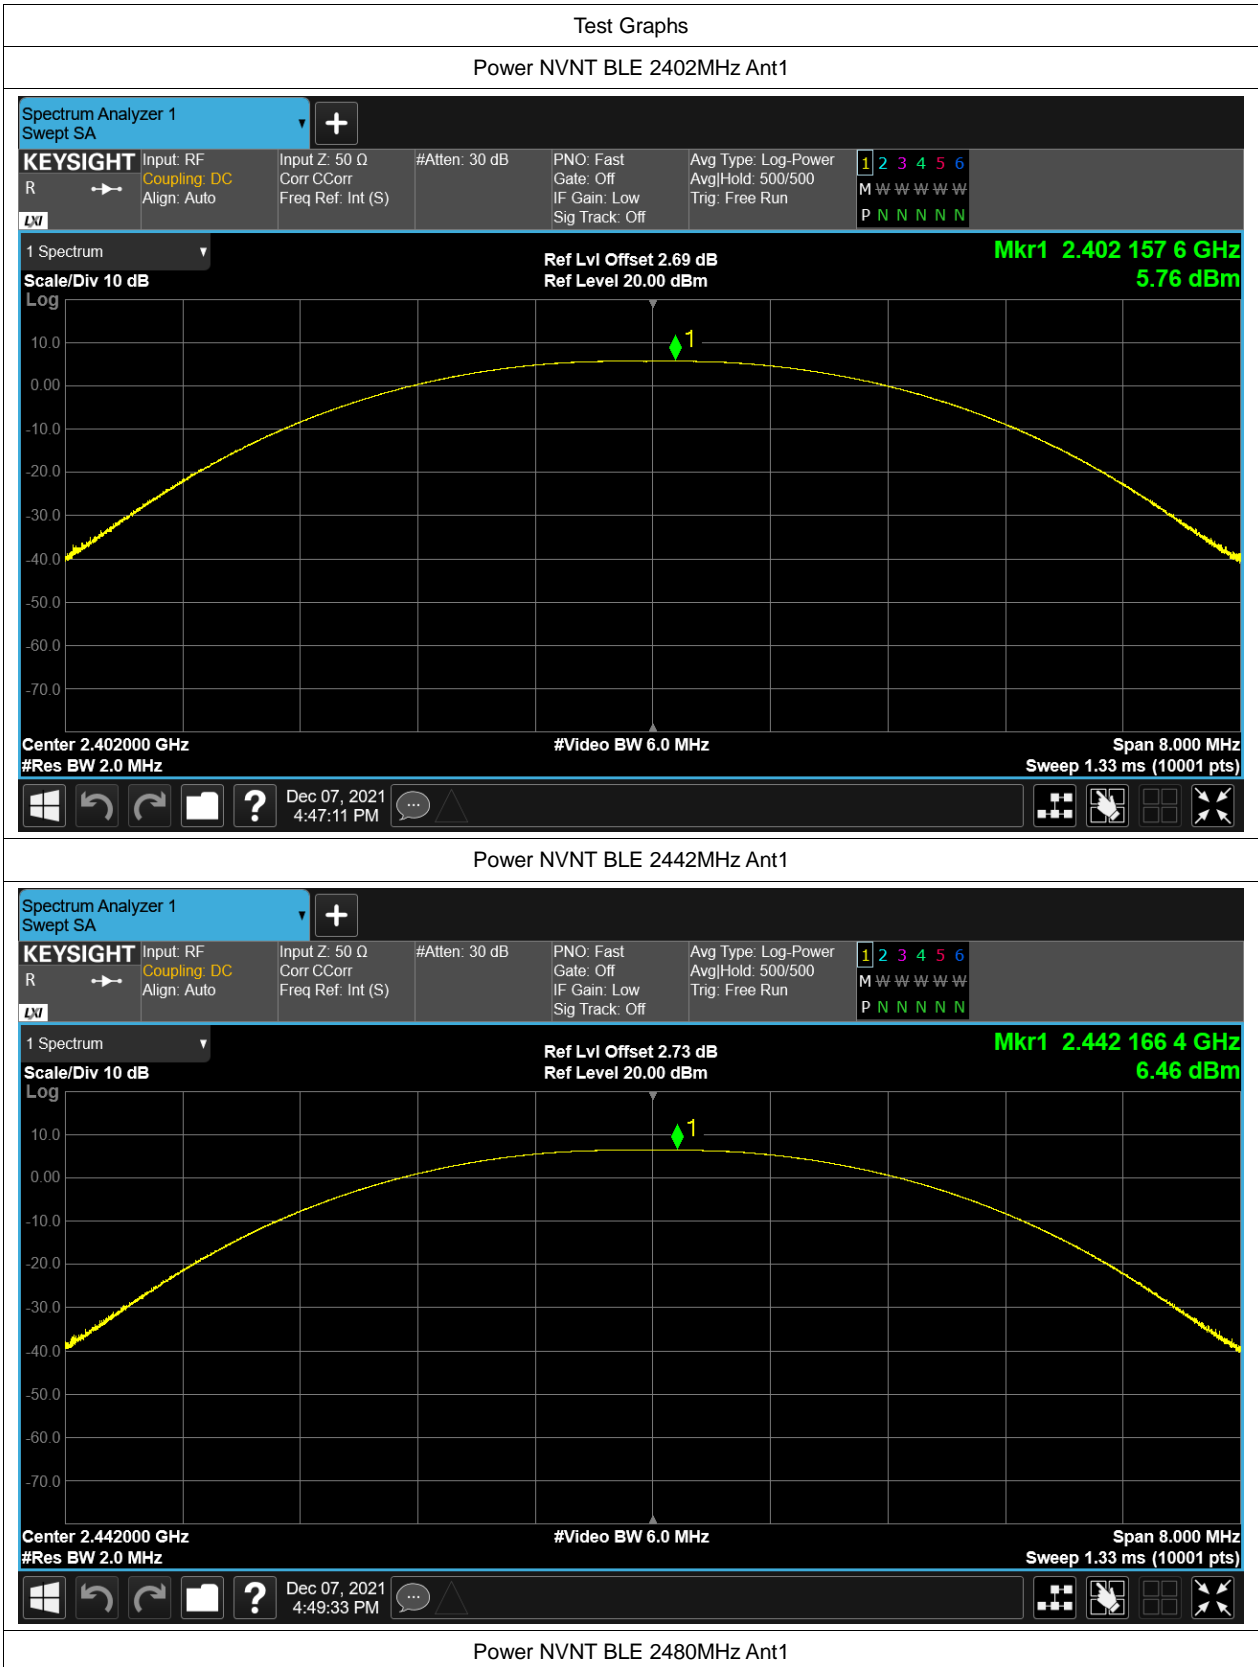 Test Graphs
Power NVNT BLE 2402MHz Ant1
Spectrum Analyzer 1
Swept SA
KEYSIGHT Input: RF Input Z: 50 Ω #Atten: 30 dB PNO: Fast Avg Type: Log-Power 1 2 3 4 5 6
R Coupling: DC Corr CCorr Gate: Off Avg|Hold: 500/500 M W W W W W
Align: Auto Freq Ref: Int (S) IF Gain: Low Trig: Free Run
LXI Sig Track: Off P N N N N N
1 Spectrum Ref Lvl Offset 2.69 dB Mkr1 2.402 157 6 GHz
Scale/Div 10 dB Ref Level 20.00 dBm 5.76 dBm
Log
1
10.0
0.00
-10.0
-20.0
-30.0
-40.0
-50.0
-60.0
-70.0
Center 2.402000 GHz #Video BW 6.0 MHz Span 8.000 MHz
#Res BW 2.0 MHz Sweep 1.33 ms (10001 pts)
? Dec 07, 2021
4:47:11 PM
Power NVNT BLE 2442MHz Ant1
Spectrum Analyzer 1
Swept SA
KEYSIGHT Input: RF Input Z: 50 Ω #Atten: 30 dB PNO: Fast Avg Type: Log-Power 1 2 3 4 5 6
R Coupling: DC Corr CCorr Gate: Off Avg|Hold: 500/500 M W W W W W
Align: Auto Freq Ref: Int (S) IF Gain: Low Trig: Free Run
LXI Sig Track: Off P N N N N N
1 Spectrum Ref Lvl Offset 2.73 dB Mkr1 2.442 166 4 GHz
Scale/Div 10 dB Ref Level 20.00 dBm 6.46 dBm
Log
1
10.0
0.00
-10.0
-20.0
-30.0
-40.0
-50.0
-60.0
-70.0
Center 2.442000 GHz #Video BW 6.0 MHz Span 8.000 MHz
#Res BW 2.0 MHz Sweep 1.33 ms (10001 pts)
? Dec 07, 2021
4:49:33 PM
Power NVNT BLE 2480MHz Ant1